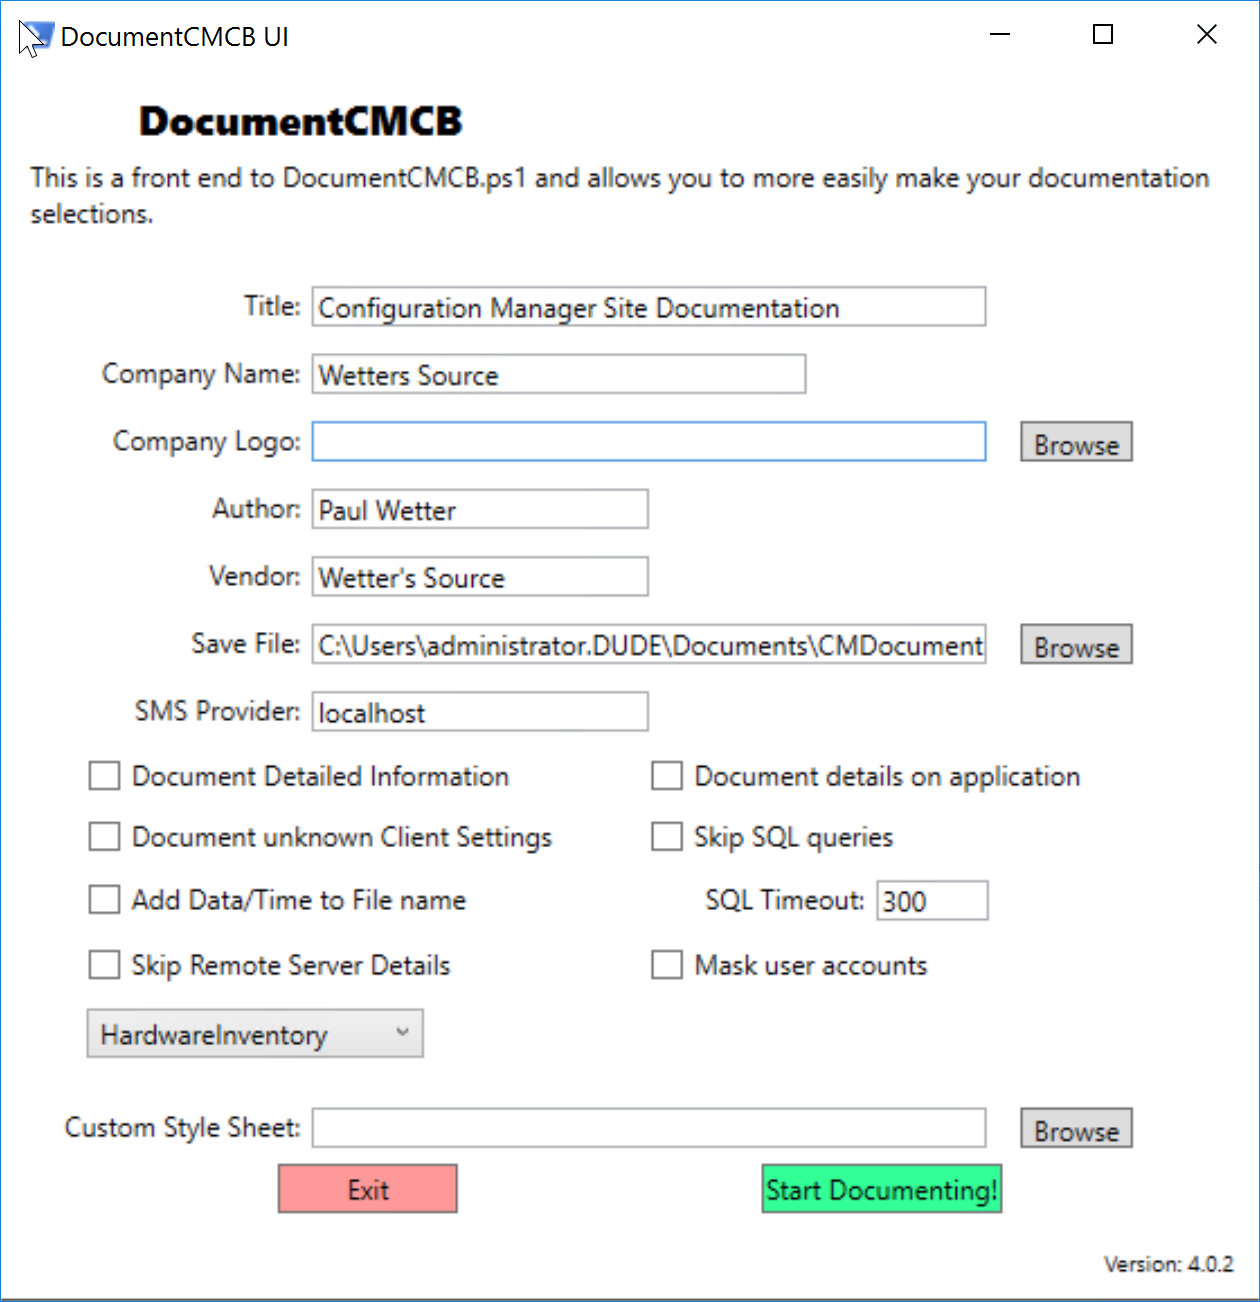 DocumentCMCB UI
DocumentCMCB
This is a front end to DocumentCMCB.ps1 and allows you to more easily make your documentation
selections.
Title: Configuration Manager Site Documentation
Company Name: Wetters Source
Company Logo: Browse
Author: Paul Wetter
Vendor: Wetter's Source
Save File: C:\Users\administrator.DUDE\Documents\CMDocument Browse
SMS Provider: localhost
Document Detailed Information Document details on application
Document unknown Client Settings Skip SQL queries
Add Data/Time to File name SQL Timeout: 300
Skip Remote Server Details Mask user accounts
HardwareInventory
Custom Style Sheet: Browse
Exit Start Documenting!
Version: 4.0.2